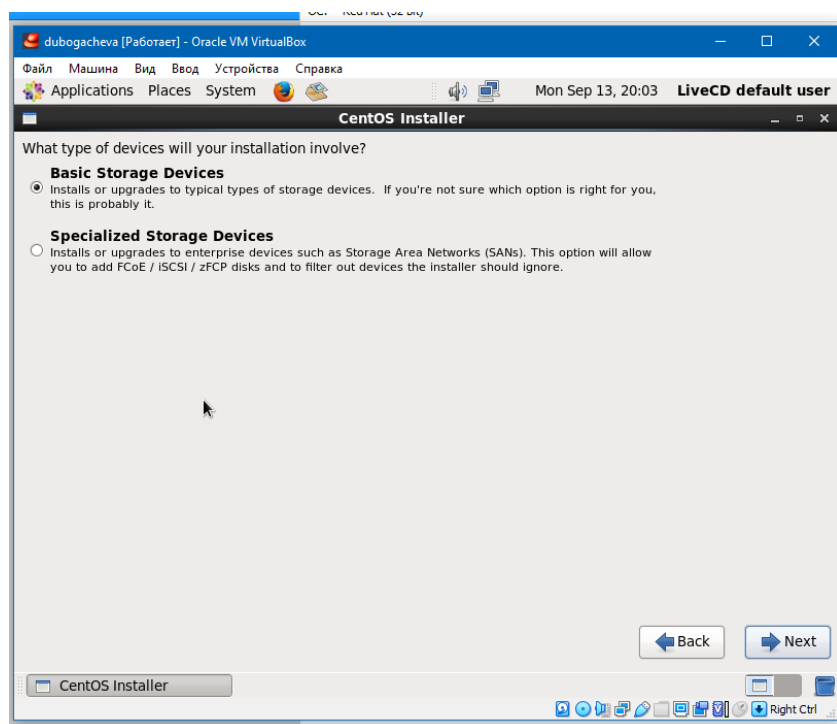 dubogacheva [Работает] - Oracle VM VirtualBox
Файл Машина Вид Ввод Устройства Справка
Applications Places System Mon Sep 13, 20:03 LiveCD default user
CentOS Installer
What type of devices will your installation involve?
Basic Storage Devices
Installs or upgrades to typical types of storage devices. If you're not sure which option is right for you,
this is probably it.
Specialized Storage Devices
Installs or upgrades to enterprise devices such as Storage Area Networks (SANs). This option will allow
you to add FCoE / iSCSI / zFCP disks and to filter out devices the installer should ignore.
Back Next
CentOS Installer
Right Ctrl